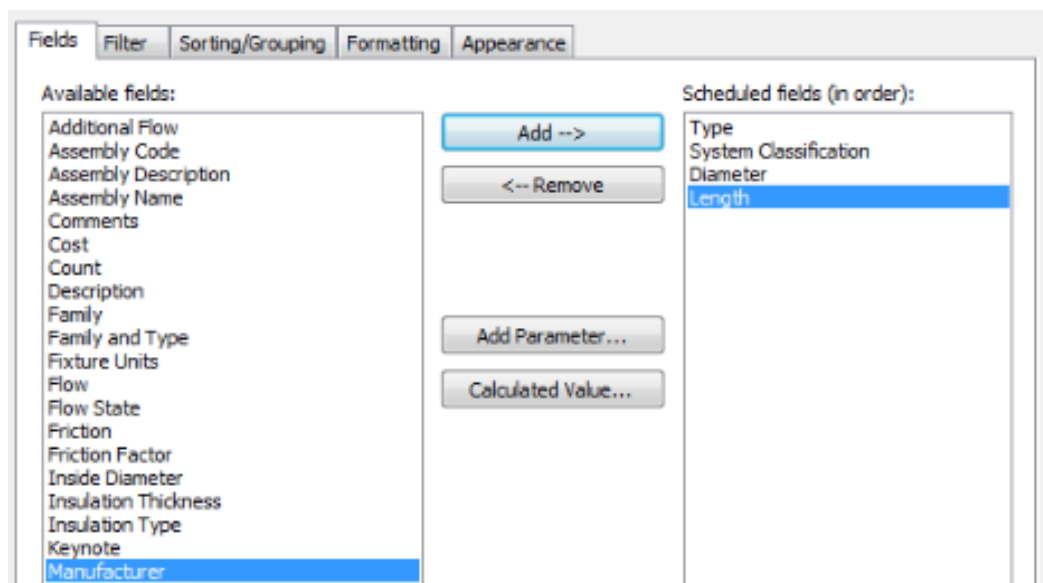 Fields Filter Sorting/Grouping Formatting Appearance
Available fields:
Additional Flow
Assembly Code
Assembly Description
Assembly Name
Comments
Cost
Count
Description
Family
Family and Type
Fixture Units
Flow
Flow State
Friction
Friction Factor
Inside Diameter
Insulation Thickness
Insulation Type
Keynote
Manufacturer
Add -->
<-- Remove
Add Parameter...
Calculated Value...
Scheduled fields (in order):
Type
System Classification
Diameter
Length